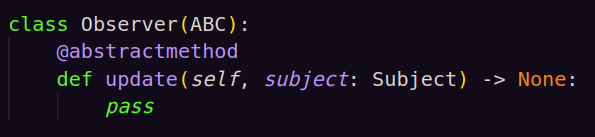 class Observer(ABC):
    @abstractmethod
    def update(self, subject: Subject) -> None:
        pass